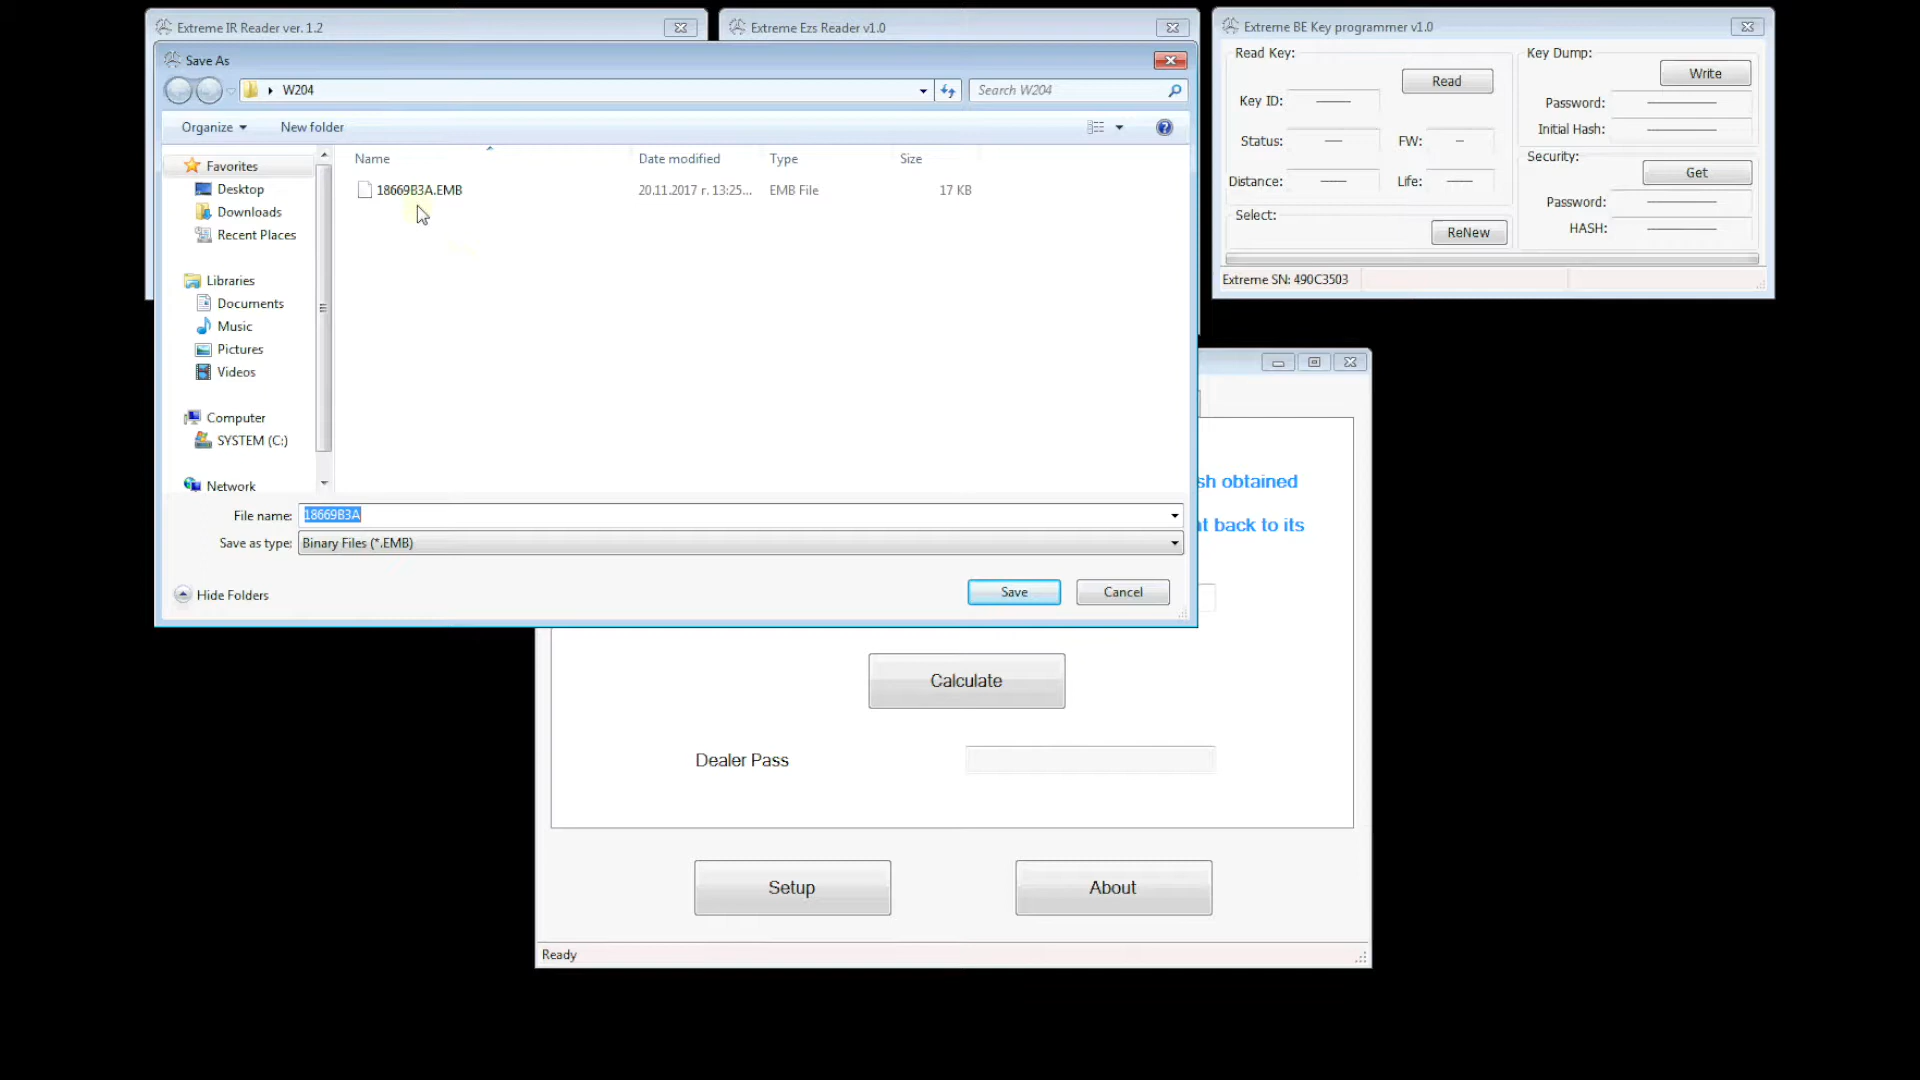 Extreme IR Reader ver. 1.2
Extreme Ezs Reader v1.0
Save As
W204
Search W204
Organize
New folder
Name
Date modified
Type
Size
18669B3A.EMB
20.11.2017 г. 13:25...
EMB File
17 KB
Favorites
Desktop
Downloads
Recent Places
Libraries
Documents
Music
Pictures
Videos
Computer
SYSTEM (C:)
Network
File name:
18669B3A
Save as type:
Binary Files (*.EMB)
Hide Folders
Save
Cancel
Extreme BE Key programmer v1.0
Read Key:
Read
Key ID:
Status:
FW:
Distance:
Life:
Select:
ReNew
Key Dump:
Write
Password:
Initial Hash:
Security:
Get
Password:
HASH:
Extreme SN: 490C3503
sh obtained
t back to its
Calculate
Dealer Pass
Setup
About
Ready